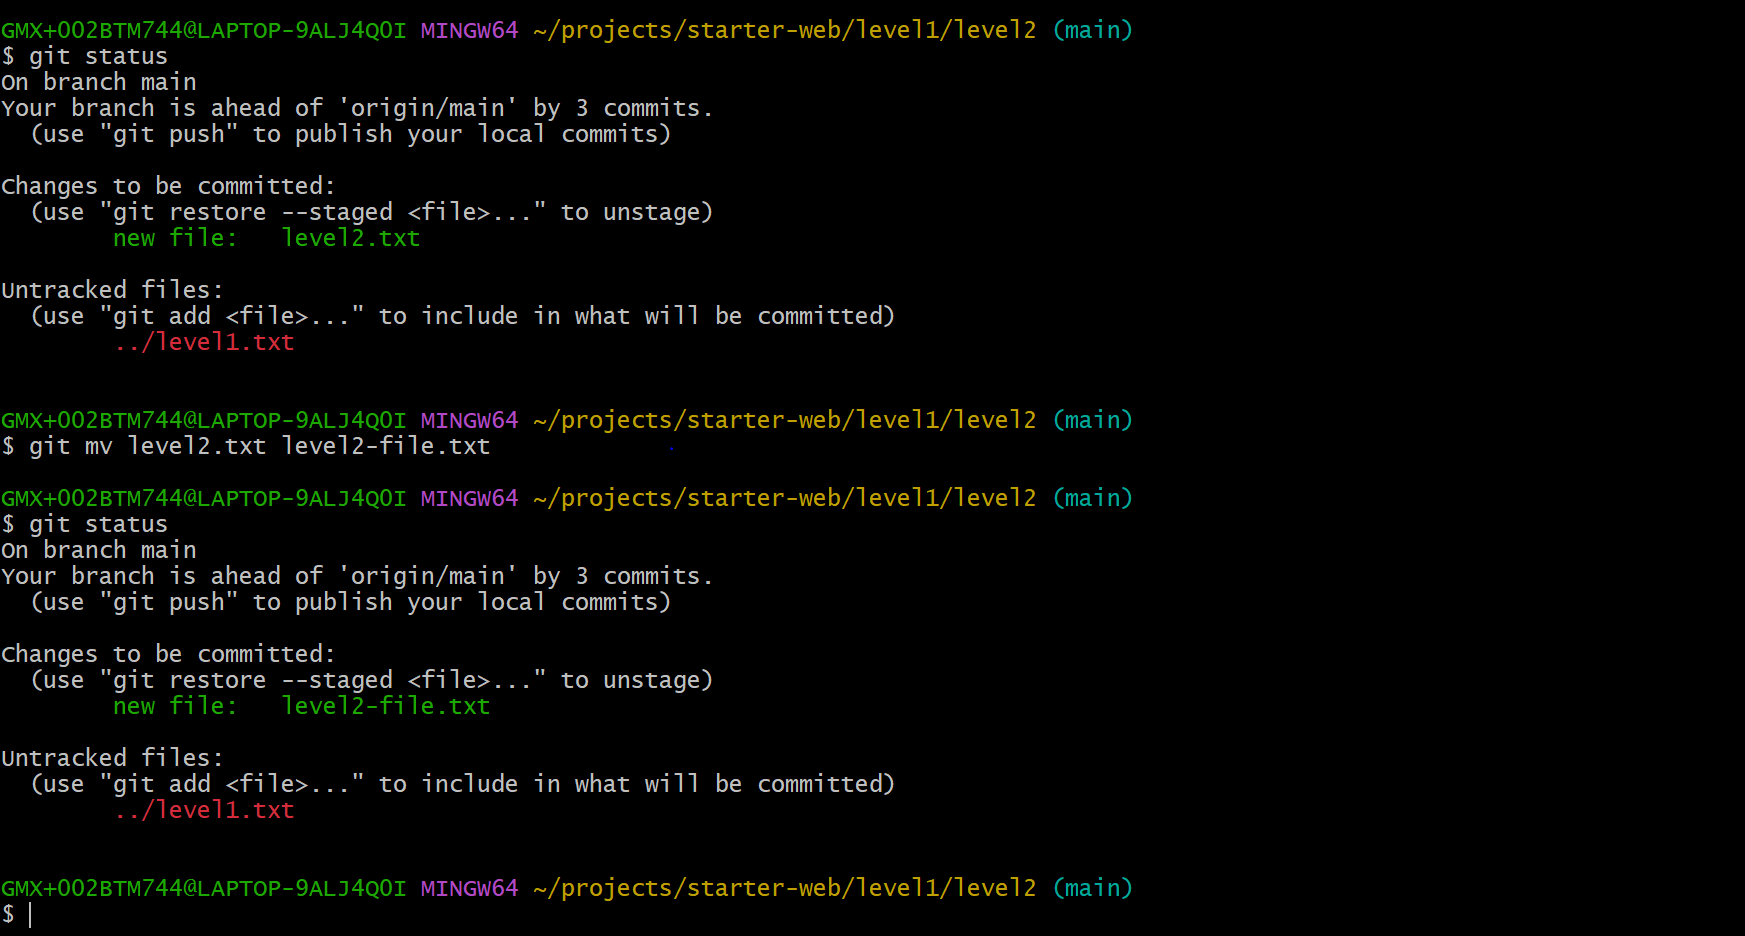 GMX+002BTM744@LAPTOP-9ALJ4Q0I MINGW64 ~/projects/starter-web/level1/level2 (main)
$ git status
On branch main
Your branch is ahead of 'origin/main' by 3 commits.
  (use "git push" to publish your local commits)

Changes to be committed:
  (use "git restore --staged <file>..." to unstage)
        new file:   level2.txt

Untracked files:
  (use "git add <file>..." to include in what will be committed)
        ../level1.txt

GMX+002BTM744@LAPTOP-9ALJ4Q0I MINGW64 ~/projects/starter-web/level1/level2 (main)
$ git mv level2.txt level2-file.txt

GMX+002BTM744@LAPTOP-9ALJ4Q0I MINGW64 ~/projects/starter-web/level1/level2 (main)
$ git status
On branch main
Your branch is ahead of 'origin/main' by 3 commits.
  (use "git push" to publish your local commits)

Changes to be committed:
  (use "git restore --staged <file>..." to unstage)
        new file:   level2-file.txt

Untracked files:
  (use "git add <file>..." to include in what will be committed)
        ../level1.txt

GMX+002BTM744@LAPTOP-9ALJ4Q0I MINGW64 ~/projects/starter-web/level1/level2 (main)
$